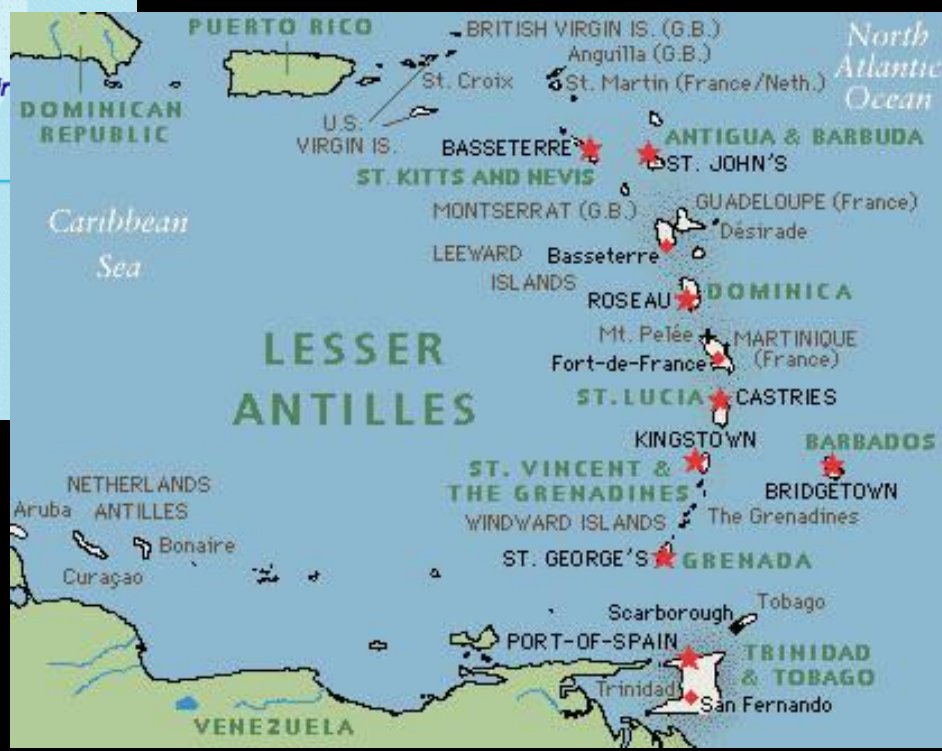 PUERTO RICO
BRITISH VIRGIN IS. (G.B.)
Anguilla (G.B.)
St. Croix
St. Martin (France/Neth.)
North
Atlantic
Ocean
DOMINICAN
REPUBLIC
U.S.
VIRGIN IS.
BASSETERRE
ANTIGUA & BARBUDA
ST. JOHN'S
ST. KITTS AND NEVIS
MONTSERRAT (G.B.)
GUADELOUPE (France)
Désirade
Caribbean
Sea
LEEWARD
ISLANDS
Basseterre
ROSEAU
DOMINICA
Mt. Pelée
MARTINIQUE
(France)
Fort-de-France
LESSER
ANTILLES
ST. LUCIA
CASTRIES
KINGSTOWN
BARBADOS
ST. VINCENT &
THE GRENADINES
BRIDGETOWN
WINDWARD ISLANDS
The Grenadines
NETHERLANDS
ANTILLES
Aruba
Bonaire
Curaçao
ST. GEORGE'S
GRENADA
Scarborough
Tobago
PORT-OF-SPAIN
TRINIDAD
& TOBAGO
Trinidad
San Fernando
VENEZUELA